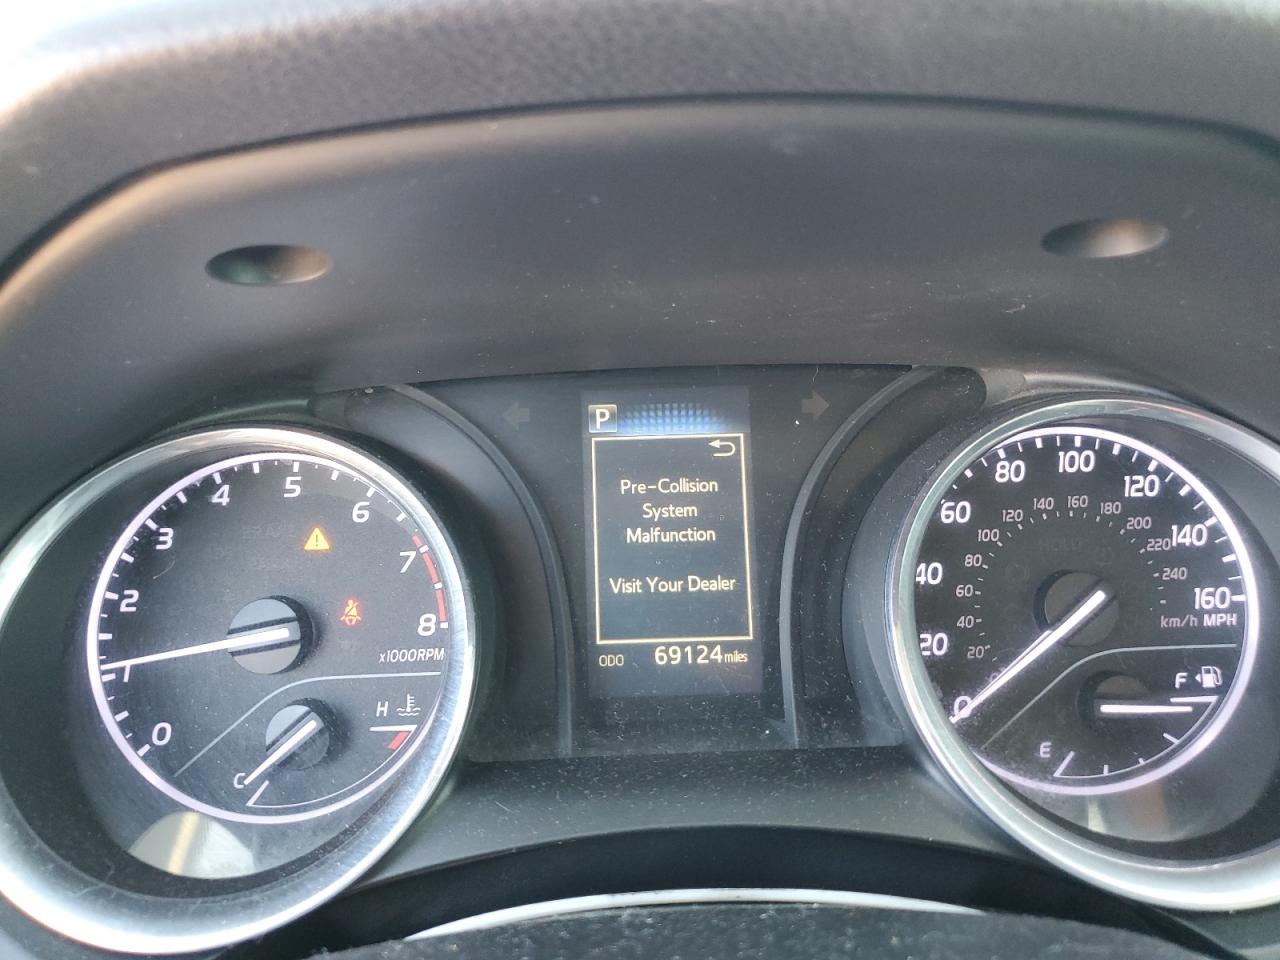 P
Pre-Collision
System
Malfunction
Visit Your Dealer
ODO 69124 miles
0
1
2
3
4
5
6
7
8
x1000RPM
H
C
0
20
40
60
80
100
120
140
160
20
40
60
80
100
120
140
160
180
200
220
240
km/h MPH
HOLD
F
E